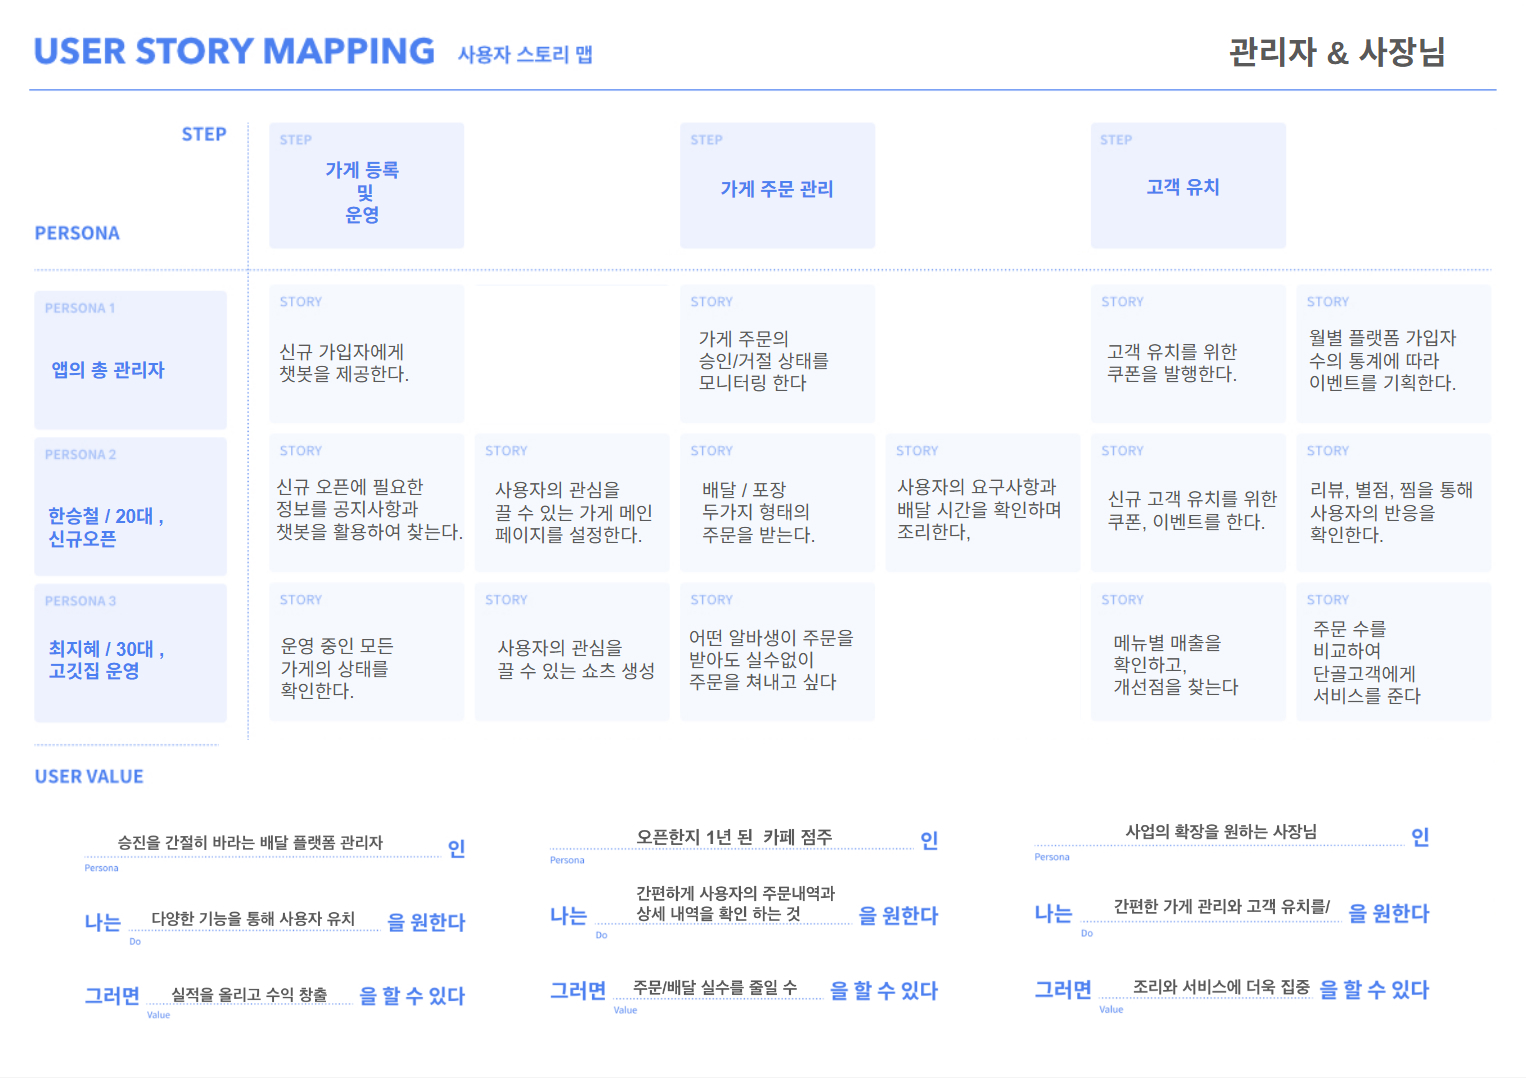 USER STORY MAPPING 사용자 스토리 맵
관리자 & 사장님
STEP
PERSONA
STEP
가게 등록
및
운영
STEP
가게 주문 관리
STEP
고객 유치
PERSONA 1
앱의 총 관리자
STORY
신규 가입자에게
챗봇을 제공한다.
STORY
가게 주문의
승인/거절 상태를
모니터링 한다
STORY
고객 유치를 위한
쿠폰을 발행한다.
STORY
월별 플랫폼 가입자
수의 통계에 따라
이벤트를 기획한다.
PERSONA 2
한승철 / 20대 ,
신규오픈
STORY
신규 오픈에 필요한
정보를 공지사항과
챗봇을 활용하여 찾는다.
STORY
사용자의 관심을
끌 수 있는 가게 메인
페이지를 설정한다.
STORY
배달 / 포장
두가지 형태의
주문을 받는다.
STORY
사용자의 요구사항과
배달 시간을 확인하며
조리한다,
STORY
신규 고객 유치를 위한
쿠폰, 이벤트를 한다.
STORY
리뷰, 별점, 찜을 통해
사용자의 반응을
확인한다.
PERSONA 3
최지혜 / 30대 ,
고깃집 운영
STORY
운영 중인 모든
가게의 상태를
확인한다.
STORY
사용자의 관심을
끌 수 있는 쇼츠 생성
STORY
어떤 알바생이 주문을
받아도 실수없이
주문을 쳐내고 싶다
STORY
메뉴별 매출을
확인하고,
개선점을 찾는다
STORY
주문 수를
비교하여
단골고객에게
서비스를 준다
USER VALUE
승진을 간절히 바라는 배달 플랫폼 관리자 인
Persona
나는 다양한 기능을 통해 사용자 유치 을 원한다
Do
그러면 실적을 올리고 수익 창출 을 할 수 있다
Value
오픈한지 1년 된 카페 점주 인
Persona
간편하게 사용자의 주문내역과
나는 상세 내역을 확인 하는 것 을 원한다
Do
그러면 주문/배달 실수를 줄일 수 을 할 수 있다
Value
사업의 확장을 원하는 사장님 인
Persona
나는 간편한 가게 관리와 고객 유치를/ 을 원한다
Do
그러면 조리와 서비스에 더욱 집중 을 할 수 있다
Value